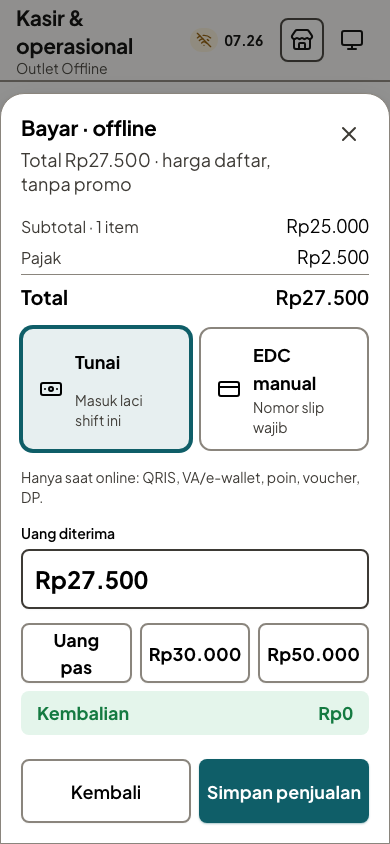 Kasir &
operasional
Outlet Offline
07.26
Bayar · offline
Total Rp27.500 · harga daftar,
tanpa promo
Subtotal · 1 item Rp25.000
Pajak Rp2.500
Total Rp27.500
Tunai
Masuk laci
shift ini
EDC
manual
Nomor slip
wajib
Hanya saat online: QRIS, VA/e-wallet, poin, voucher,
DP.
Uang diterima
Rp27.500
Uang
pas
Rp30.000
Rp50.000
Kembalian Rp0
Kembali
Simpan penjualan